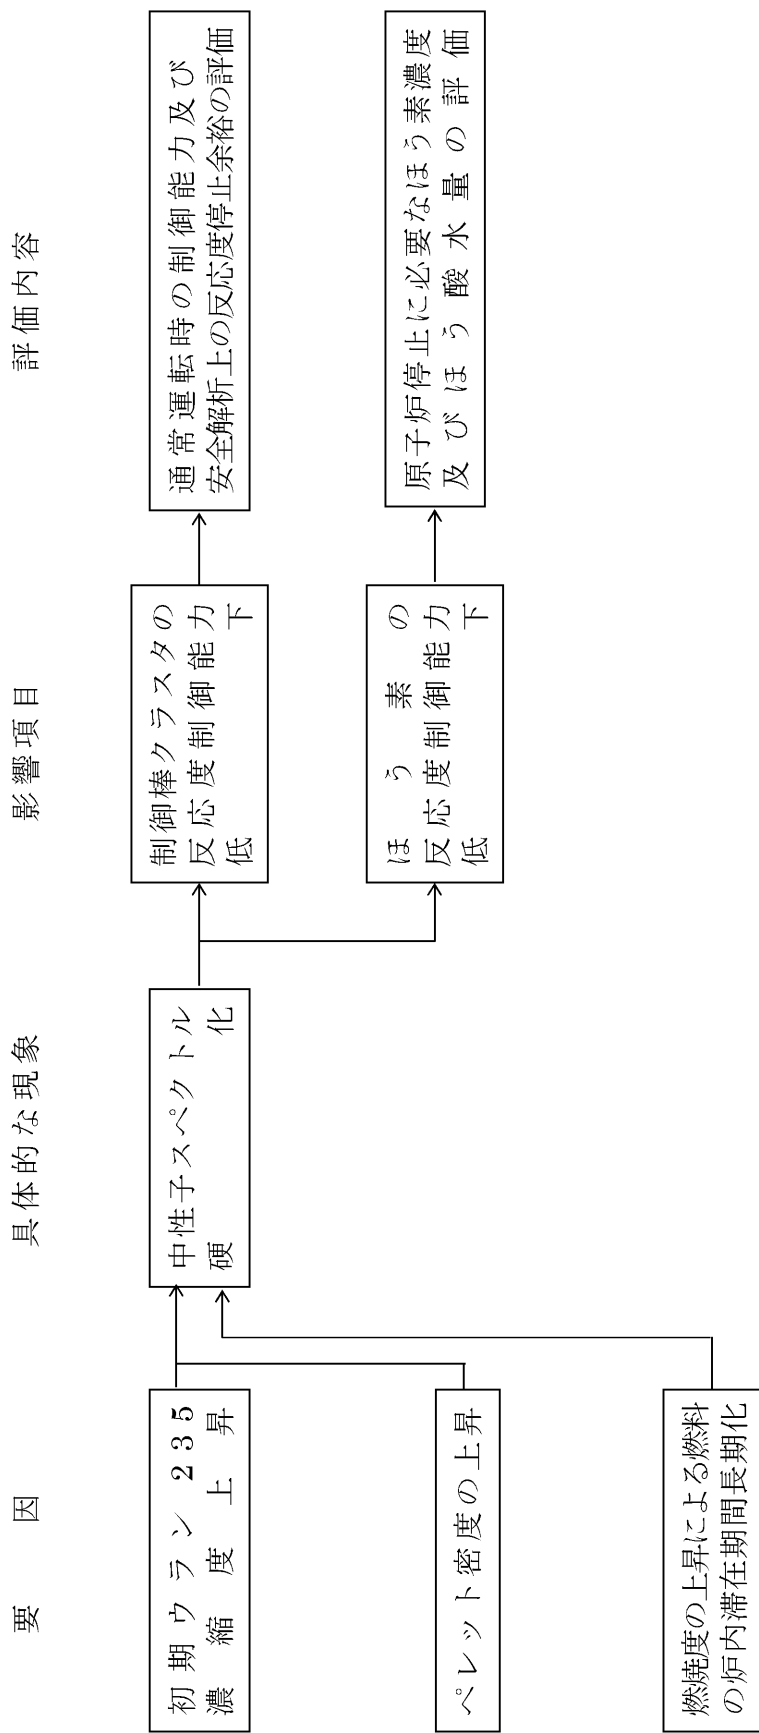 要因
具体的な現象
影響項目
評価内容
初期ウラン235
濃縮度上昇
ペレット密度の上昇
燃焼度の上昇による燃料
の炉内滞在期間長期化
中性子スペクトル
硬化
制御棒クラスタの
反応度制御能力
低下
ほう素の
反応度制御能力
低下
通常運転時の制御能力及び
安全解析上の反応度停止余裕の評価
原子炉停止に必要なほう素濃度
及びほう酸水量の評価